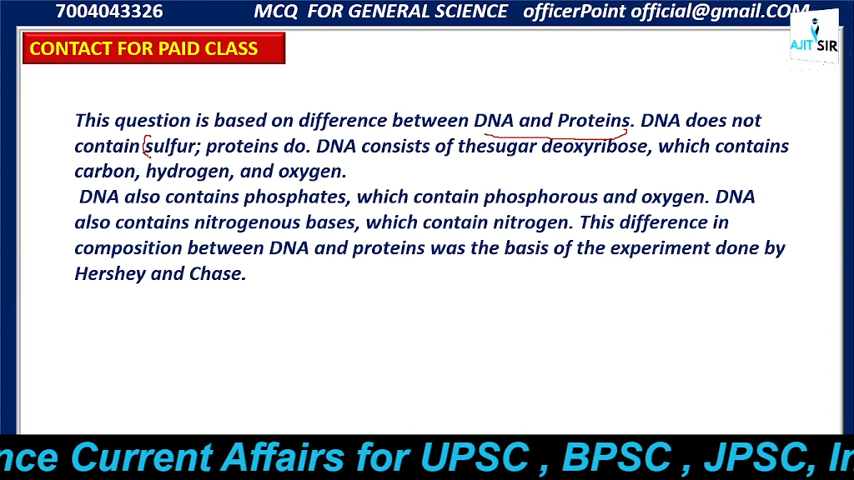 7004043326 MCQ FOR GENERAL SCIENCE officerPoint official@gmail.COM
AJIT SIR
CONTACT FOR PAID CLASS
This question is based on difference between DNA and Proteins. DNA does not
contain sulfur; proteins do. DNA consists of thesugar deoxyribose, which contains
carbon, hydrogen, and oxygen.
DNA also contains phosphates, which contain phosphorous and oxygen. DNA
also contains nitrogenous bases, which contain nitrogen. This difference in
composition between DNA and proteins was the basis of the experiment done by
Hershey and Chase.
nce Current Affairs for UPSC , BPSC , JPSC, In